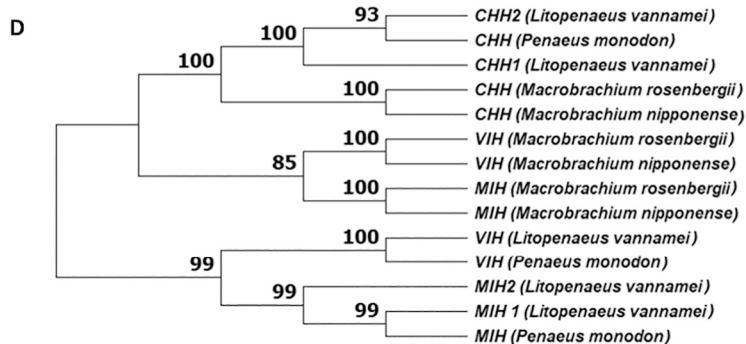 D
93 CHH2 (Litopenaeus vannamei)
100 CHH (Penaeus monodon)
100 CHH1 (Litopenaeus vannamei)
100 CHH (Macrobrachium rosenbergii)
CHH (Macrobrachium nipponense)
100 VIH (Macrobrachium rosenbergii)
85 VIH (Macrobrachium nipponense)
100 MIH (Macrobrachium rosenbergii)
MIH (Macrobrachium nipponense)
100 VIH (Litopenaeus vannamei)
99 VIH (Penaeus monodon)
99 MIH2 (Litopenaeus vannamei)
99 MIH 1 (Litopenaeus vannamei)
MIH (Penaeus monodon)